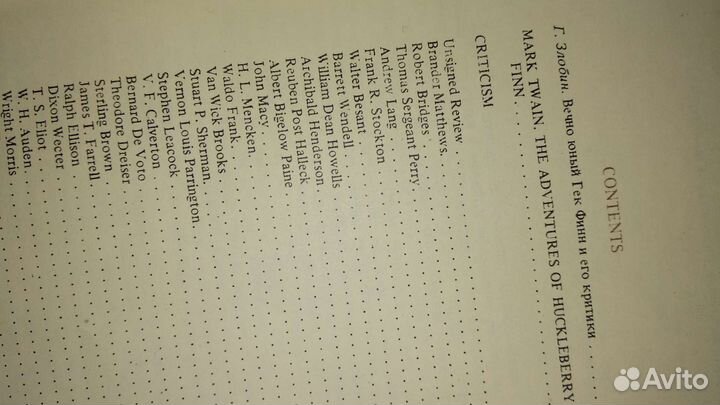 CONTENTS
Г. Злобин. Вечно юный Гек Финн и его критики . . . .
MARK TWAIN. THE ADVENTURES OF HUCKLEBERRY
FINN . . . . . . . . . . . . . . . . . . . .
CRITICISM
Unsigned Review . . . . . . . . . . . . . . . .
Brander Matthews. . . . . . . . . . . . . . . .
Robert Bridges . . . . . . . . . . . . . . . .
Thomas Sergeant Perry. . . . . . . . . . . . . .
Andrew Lang . . . . . . . . . . . . . . . .
Frank R. Stockton . . . . . . . . . . . . . . . .
Walter Besant . . . . . . . . . . . . . . . .
Barrett Wendell . . . . . . . . . . . . . . . .
William Dean Howells . . . . . . . . . . . . . .
Archibald Henderson. . . . . . . . . . . . . . .
Reuben Post Halleck . . . . . . . . . . . . . .
Albert Bigelow Paine . . . . . . . . . . . . . .
John Macy . . . . . . . . . . . . . . . .
H. L. Mencken. . . . . . . . . . . . . . . .
Waldo Frank. . . . . . . . . . . . . . . .
Van Wick Brooks. . . . . . . . . . . . . . . .
Stuart P. Sherman. . . . . . . . . . . . . . . .
Vernon Louis Parrington. . . . . . . . . . . . .
Stephen Leacock . . . . . . . . . . . . . . . .
V. F. Calverton . . . . . . . . . . . . . . . .
Bernard De Voto . . . . . . . . . . . . . . . .
Theodore Dreiser . . . . . . . . . . . . . . . .
Sterling Brown . . . . . . . . . . . . . . . .
James T. Farrell . . . . . . . . . . . . . . . .
Ralph Ellison . . . . . . . . . . . . . . . .
Dixon Wecter . . . . . . . . . . . . . . . .
T. S. Eliot . . . . . . . . . . . . . . . .
W. H. Auden . . . . . . . . . . . . . . . .
Wright Morris . . . . . . . . . . . . . . . .
Avito